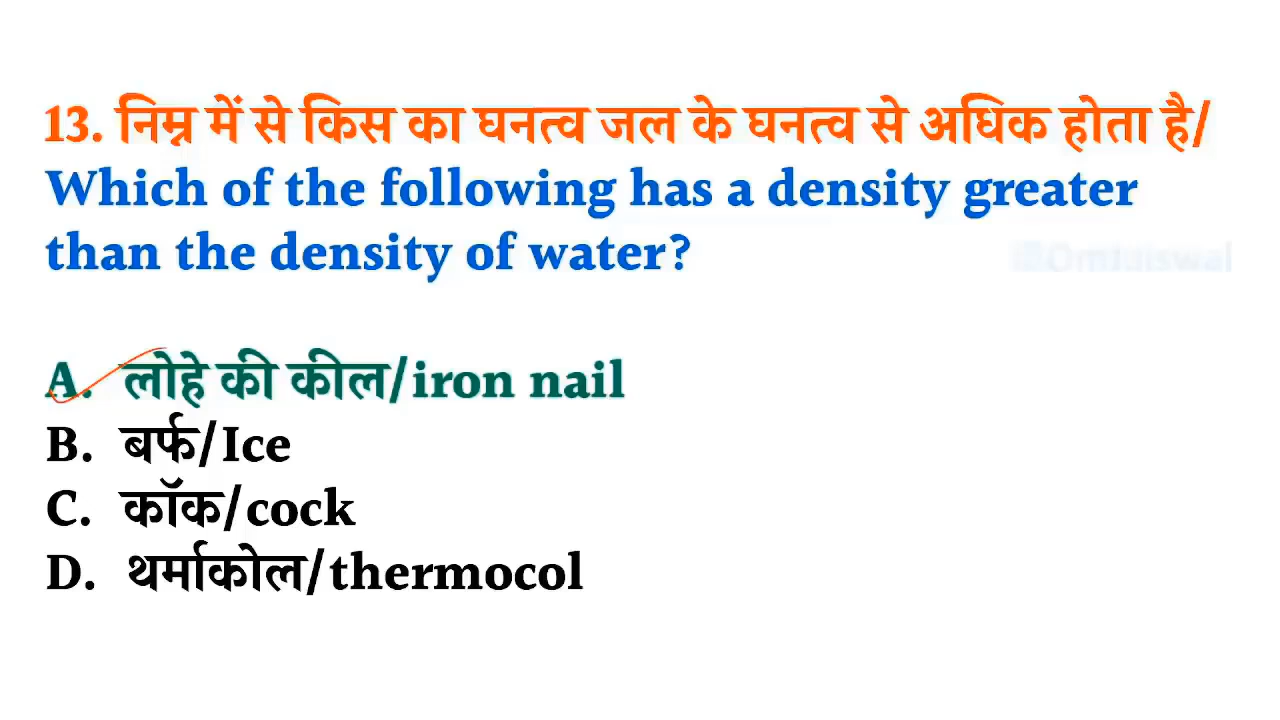 13. निम्न में से किस का घनत्व जल के घनत्व से अधिक होता है/
Which of the following has a density greater
than the density of water?
A. लोहे की कील/iron nail
B. बर्फ/Ice
C. कॉक/cock
D. थर्माकोल/thermocol